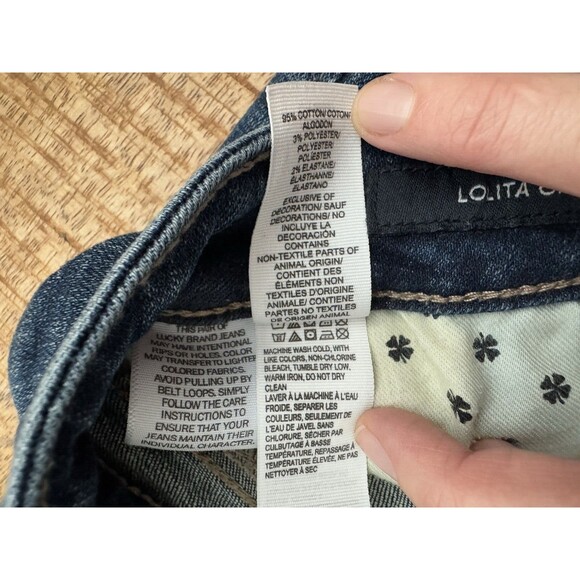 95% COTTON/COTON/
ALGODON
3% POLYESTER/
POLYESTER/
POLIÉSTER
2% ELASTANE/
ÉLASTHANNE/
ELASTANO
EXCLUSIVE OF
DECORATION/ SAUF
DÉCORATIONS/ NO
INCLUYE LA
DECORACIÓN
CONTAINS
NON-TEXTILE PARTS OF
ANIMAL ORIGIN/
CONTIENT DES
ÉLÉMENTS NON
TEXTILES D'ORIGINE
ANIMALE/ CONTIENE
PARTES NO TEXTILES
DE ORIGEN ANIMAL
LOLITA
THIS PAIR OF
LUCKY BRAND JEANS
MAY HAVE INTENTIONAL
RIPS OR HOLES. COLOR
MAY TRANSFER TO LIGHTER
COLORED FABRICS.
AVOID PULLING UP BY
BELT LOOPS. SIMPLY
FOLLOW THE CARE
INSTRUCTIONS TO
ENSURE THAT YOUR
JEANS MAINTAIN THEIR
INDIVIDUAL CHARACTER.
MACHINE WASH COLD, WITH
LIKE COLORS, NON-CHLORINE
BLEACH, TUMBLE DRY LOW,
WARM IRON, DO NOT DRY
CLEAN
LAVER À LA MACHINE À L'EAU
FROIDE, SEPARER LES
COULEURS, SEULEMENT DE
L'EAU DE JAVEL SANS
CHLORURE, SÉCHER PAR
CULBUTAGE À BASSE
TEMPÉRATURE, REPASSAGE À
TEMPÉRATURE ÉLEVÉE, NE PAS
NETTOYER À SEC